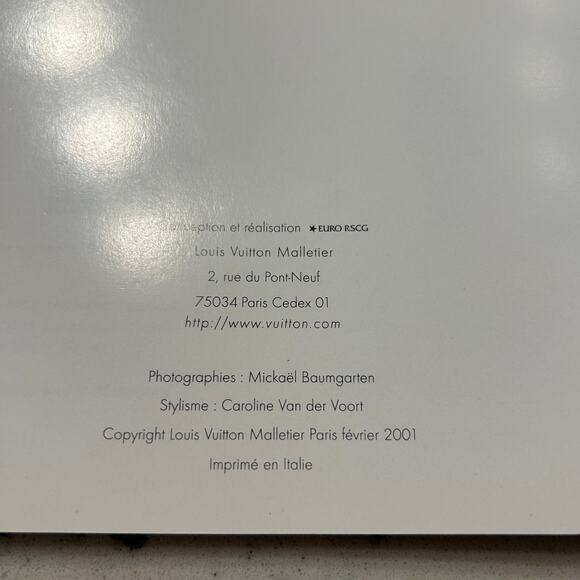 Conception et réalisation ★ EURO RSCG
Louis Vuitton Malletier
2, rue du Pont-Neuf
75034 Paris Cedex 01
http://www.vuitton.com
Photographies : Mickaël Baumgarten
Stylisme : Caroline Van der Voort
Copyright Louis Vuitton Malletier Paris février 2001
Imprimé en Italie